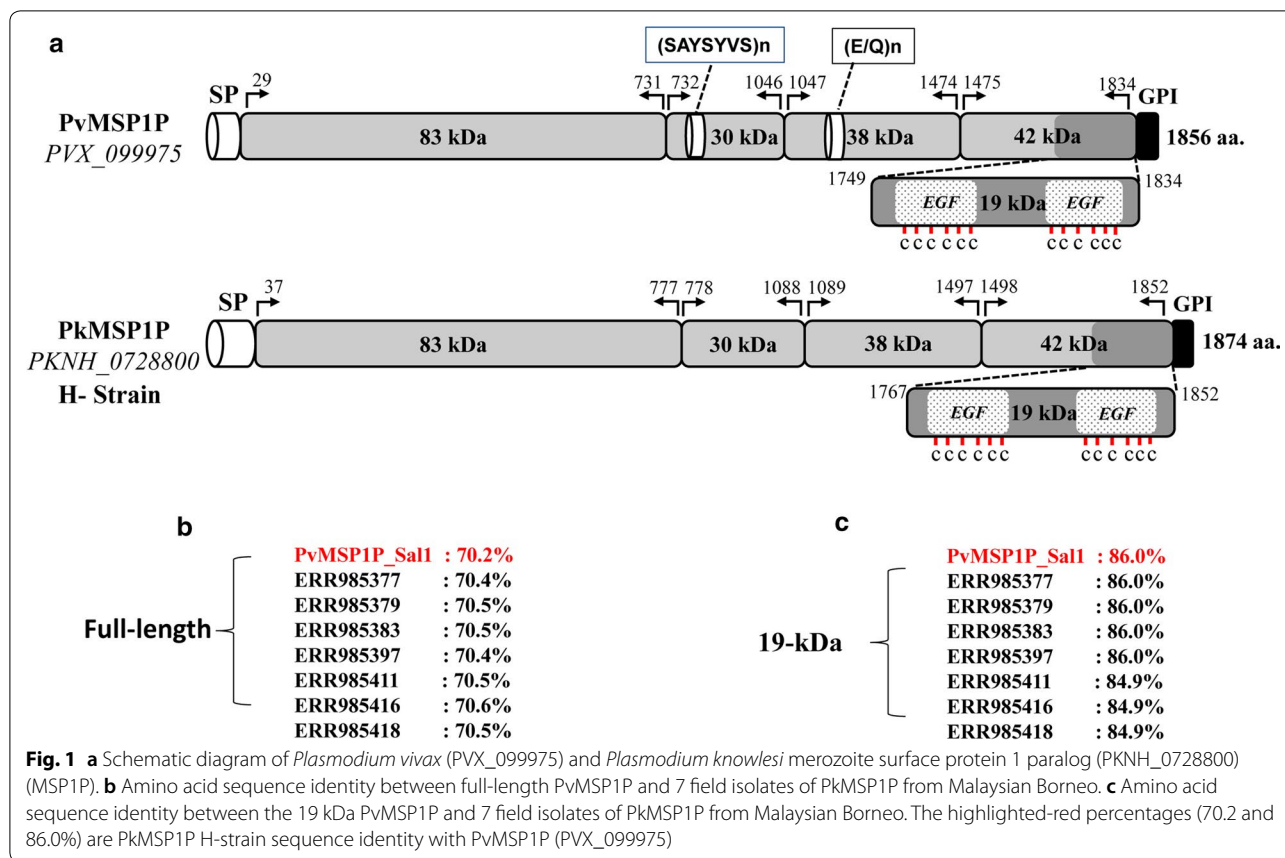 a
(SAYSYVS)n
(E/Q)n
SP 29 731 732 1046 1047 1474 1475 1834 GPI
PvMSP1P
PVX_099975
83 kDa 30 kDa 38 kDa 42 kDa 1856 aa.
1749 1834
EGF 19 kDa EGF
c c c c c c c c c c c c
SP 37 777 778 1088 1089 1497 1498 1852 GPI
PkMSP1P
PKNH_0728800
H- Strain
83 kDa 30 kDa 38 kDa 42 kDa 1874 aa.
1767 1852
EGF 19 kDa EGF
c c c c c c c c c c c c
b
Full-length
PvMSP1P_Sal1 : 70.2%
ERR985377 : 70.4%
ERR985379 : 70.5%
ERR985383 : 70.5%
ERR985397 : 70.4%
ERR985411 : 70.5%
ERR985416 : 70.6%
ERR985418 : 70.5%
c
19-kDa
PvMSP1P_Sal1 : 86.0%
ERR985377 : 86.0%
ERR985379 : 86.0%
ERR985383 : 86.0%
ERR985397 : 86.0%
ERR985411 : 84.9%
ERR985416 : 84.9%
ERR985418 : 84.9%
Fig. 1 a Schematic diagram of Plasmodium vivax (PVX_099975) and Plasmodium knowlesi merozoite surface protein 1 paralog (PKNH_0728800)
(MSP1P). b Amino acid sequence identity between full-length PvMSP1P and 7 field isolates of PkMSP1P from Malaysian Borneo. c Amino acid
sequence identity between the 19 kDa PvMSP1P and 7 field isolates of PkMSP1P from Malaysian Borneo. The highlighted-red percentages (70.2 and
86.0%) are PkMSP1P H-strain sequence identity with PvMSP1P (PVX_099975)